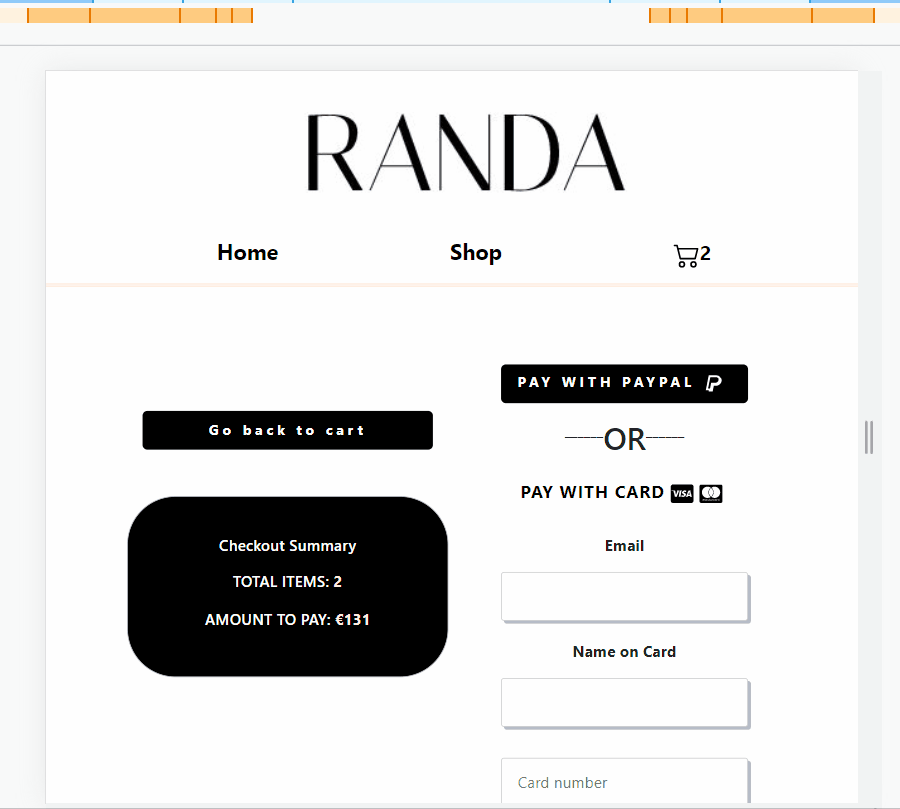 RANDA
Home Shop 2
PAY WITH PAYPAL
Go back to cart
OR
PAY WITH CARD VISA
Checkout Summary
TOTAL ITEMS: 2
AMOUNT TO PAY: €131
Email
Name on Card
Card number